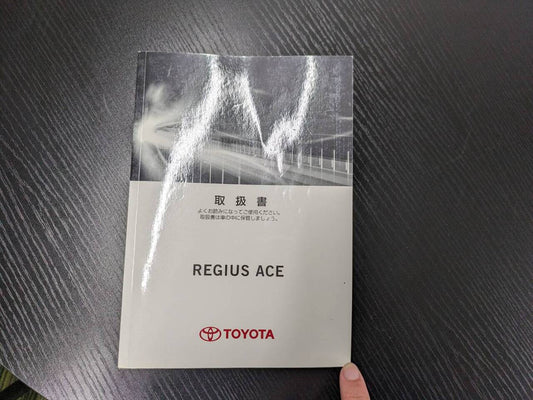 取扱書
よくお読みになってご使用ください。
取扱書は車の中に保管しましょう。
REGIUS ACE
TOYOTA